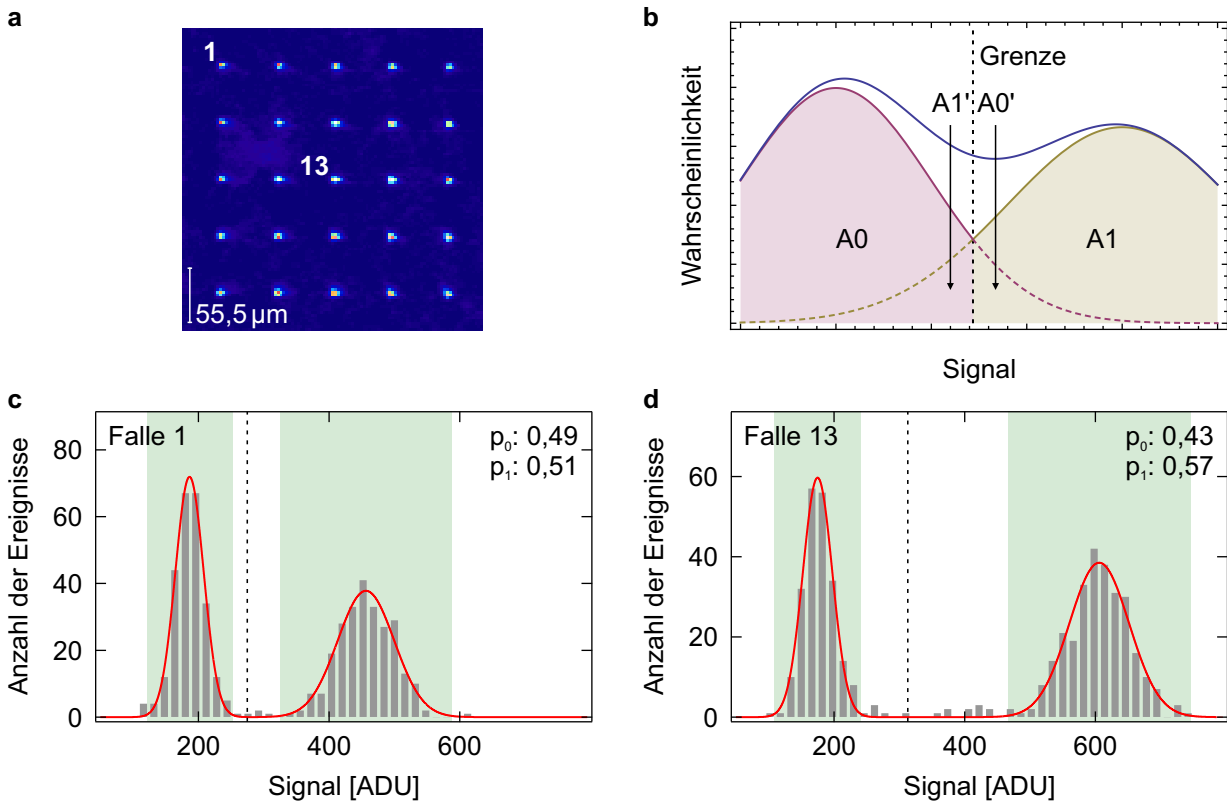 a
1
13
55,5 µm
b
Wahrscheinlichkeit
Grenze
A1' A0'
A0
A1
Signal
c
Anzahl der Ereignisse
Falle 1
p₀: 0,49
p₁: 0,51
80
60
40
20
0
200
400
600
Signal [ADU]
d
Anzahl der Ereignisse
Falle 13
p₀: 0,43
p₁: 0,57
60
40
20
0
200
400
600
Signal [ADU]